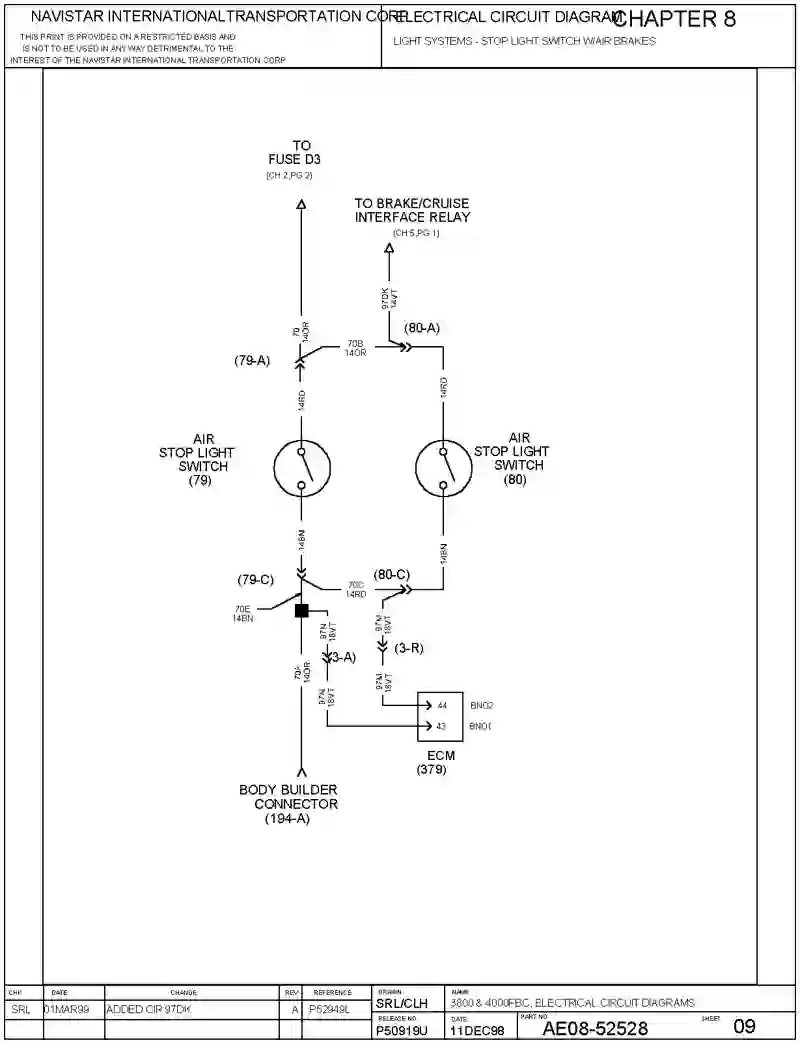 NAVISTAR INTERNATIONAL TRANSPORTATION CORP.
THIS PRINT IS PROVIDED ON A RESTRICTED BASIS AND
IS NOT TO BE USED IN ANY WAY DETRIMENTAL TO THE
INTEREST OF THE NAVISTAR INTERNATIONAL TRANSPORTATION CORP
ELECTRICAL CIRCUIT DIAGRAM
CHAPTER 8
LIGHT SYSTEMS - STOP LIGHT SWITCH W/AIR BRAKES
TO
FUSE D3
(CH 2,PG 2)
TO BRAKE/CRUISE
INTERFACE RELAY
(CH 5,PG 1)
97DK
14VT
70
14OR
(80-A)
70B
14OR
(79-A)
14RD
14RD
AIR
STOP LIGHT
SWITCH
(79)
AIR
STOP LIGHT
SWITCH
(80)
14BN
14BN
(79-C)
(80-C)
70C
14RD
70E
14BN
97N
18VT
97M
18VT
(3-A)
(3-R)
70A
14OR
97N
18VT
97M
18VT
44
BN02
43
BN01
ECM
(379)
BODY BUILDER
CONNECTOR
(194-A)
CHK
DATE
CHANGE
REV
REFERENCE
SRL
01MAR99
ADDED CIR 97DK
A
P52949L
DRAWN
SRL/CLH
NAME
3800 & 4000FBC, ELECTRICAL CIRCUIT DIAGRAMS
RELEASE NO.
P50919U
DATE
11DEC98
PART NO
AE08-52528
SHEET
09